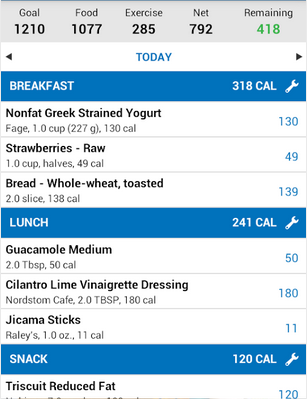 Goal Food Exercise Net Remaining
1210 1077 285 792 418
TODAY
BREAKFAST 318 CAL
Nonfat Greek Strained Yogurt
Fage, 1.0 cup (227 g), 130 cal 130
Strawberries - Raw
1.0 cup, halves, 49 cal 49
Bread - Whole-wheat, toasted
2.0 slice, 138 cal 139
LUNCH 241 CAL
Guacamole Medium
2.0 Tbsp, 50 cal 50
Cilantro Lime Vinaigrette Dressing
Nordstom Cafe, 2.0 TBSP, 180 cal 180
Jicama Sticks
Raley's, 1.0 oz., 11 cal 11
SNACK 120 CAL
Triscuit Reduced Fat
120